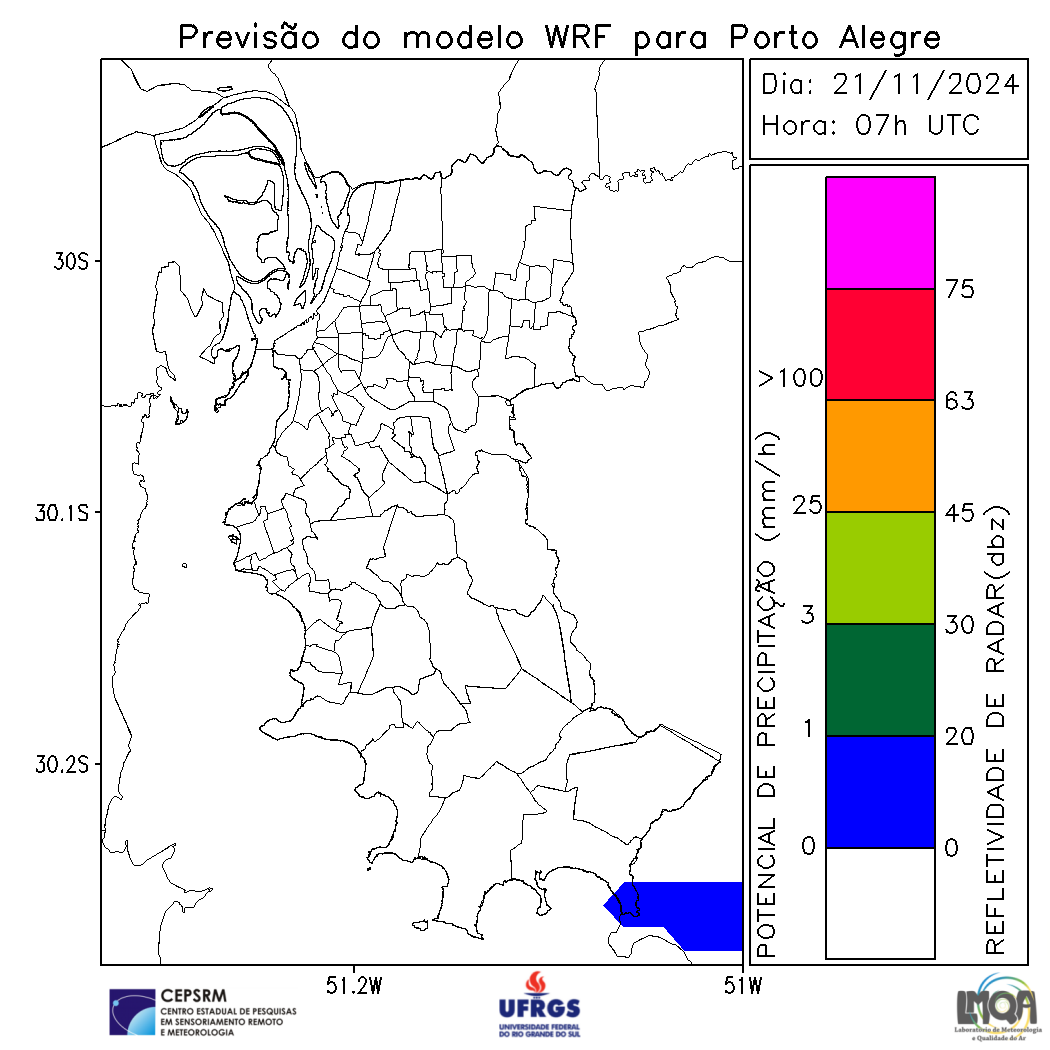 Previsão do modelo WRF para Porto Alegre
Dia: 21/11/2024
Hora: 07h UTC
30S
30.1S
30.2S
51.2W
51W
POTENCIAL DE PRECIPITAÇÃO (mm/h)
>100
25
3
1
0
75
63
45
30
20
0
REFLETIVIDADE DE RADAR(dbz)
CEPSRM
CENTRO ESTADUAL DE PESQUISAS
EM SENSORIAMENTO REMOTO
E METEOROLOGIA
UFRGS
UNIVERSIDADE FEDERAL
DO RIO GRANDE DO SUL
LMQA
Laboratório de Meteorologia
e Qualidade do Ar